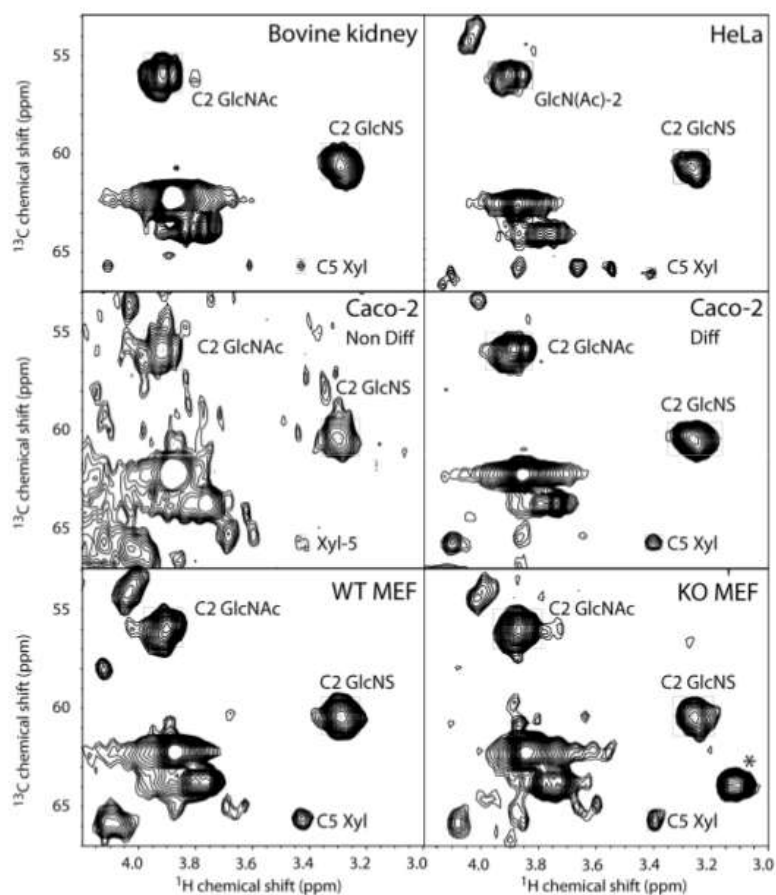 Bovine kidney
HeLa
55
60
65
¹³C chemical shift (ppm)
C2 GlcNAc
C2 GlcNS
C5 Xyl
GlcN(Ac)-2
C2 GlcNS
C5 Xyl
Caco-2
Non Diff
Caco-2
Diff
55
60
65
¹³C chemical shift (ppm)
C2 GlcNAc
C2 GlcNS
Xyl-5
C2 GlcNAc
C2 GlcNS
C5 Xyl
WT MEF
KO MEF
55
60
65
¹³C chemical shift (ppm)
C2 GlcNAc
C2 GlcNS
C5 Xyl
C2 GlcNAc
C2 GlcNS
*
C5 Xyl
4.0 3.8 3.6 3.4 3.2 3.0
4.0 3.8 3.6 3.4 3.2 3.0
¹H chemical shift (ppm)
¹H chemical shift (ppm)